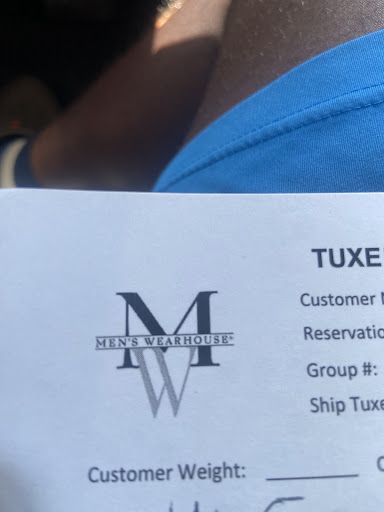 TUXE
Customer
Reservatio
Group #:
Ship Tuxe
M
MEN'S WEARHOUSE®
W
Customer Weight: